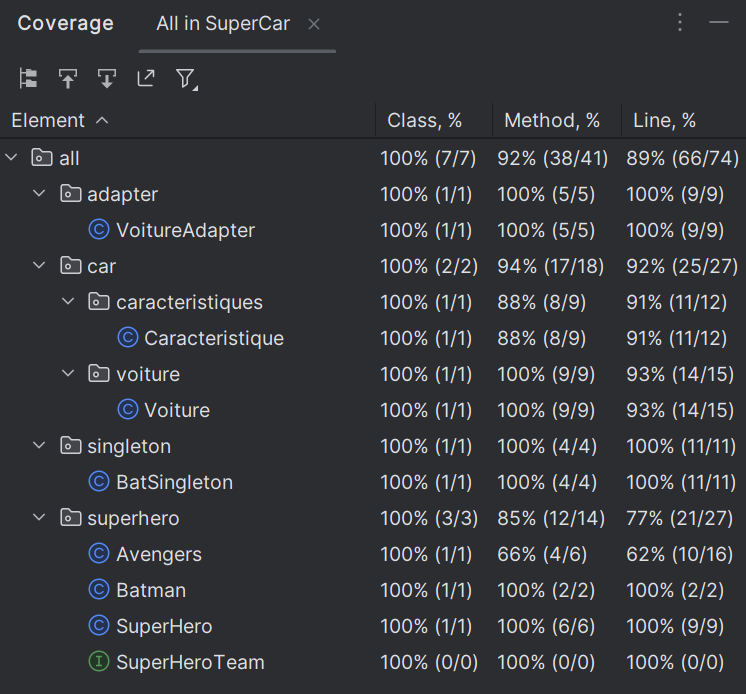 Coverage All in SuperCar
Element Class, % Method, % Line, %
all 100% (7/7) 92% (38/41) 89% (66/74)
adapter 100% (1/1) 100% (5/5) 100% (9/9)
C VoitureAdapter 100% (1/1) 100% (5/5) 100% (9/9)
car 100% (2/2) 94% (17/18) 92% (25/27)
caracteristiques 100% (1/1) 88% (8/9) 91% (11/12)
C Caracteristique 100% (1/1) 88% (8/9) 91% (11/12)
voiture 100% (1/1) 100% (9/9) 93% (14/15)
C Voiture 100% (1/1) 100% (9/9) 93% (14/15)
singleton 100% (1/1) 100% (4/4) 100% (11/11)
C BatSingleton 100% (1/1) 100% (4/4) 100% (11/11)
superhero 100% (3/3) 85% (12/14) 77% (21/27)
C Avengers 100% (1/1) 66% (4/6) 62% (10/16)
C Batman 100% (1/1) 100% (2/2) 100% (2/2)
C SuperHero 100% (1/1) 100% (6/6) 100% (9/9)
I SuperHeroTeam 100% (0/0) 100% (0/0) 100% (0/0)